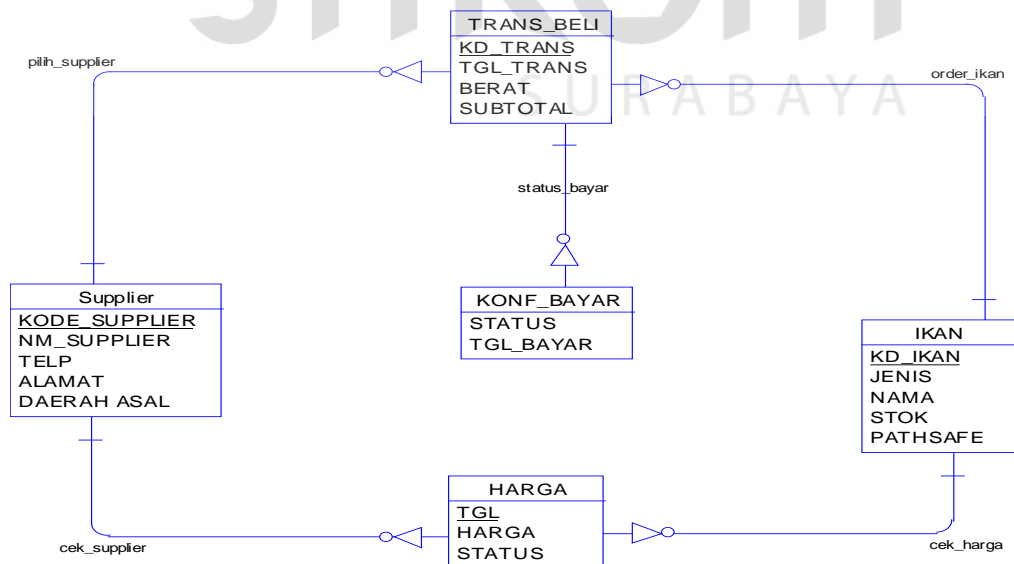 TRANS_BELI
KD_TRANS
TGL_TRANS
BERAT
SUBTOTAL
pilih_supplier
order_ikan
SURABAYA
status_bayar
Supplier
KODE_SUPPLIER
NM_SUPPLIER
TELP
ALAMAT
DAERAH ASAL
KONF_BAYAR
STATUS
TGL_BAYAR
IKAN
KD_IKAN
JENIS
NAMA
STOK
PATHSAFE
HARGA
TGL
HARGA
STATUS
cek_supplier
cek_harga